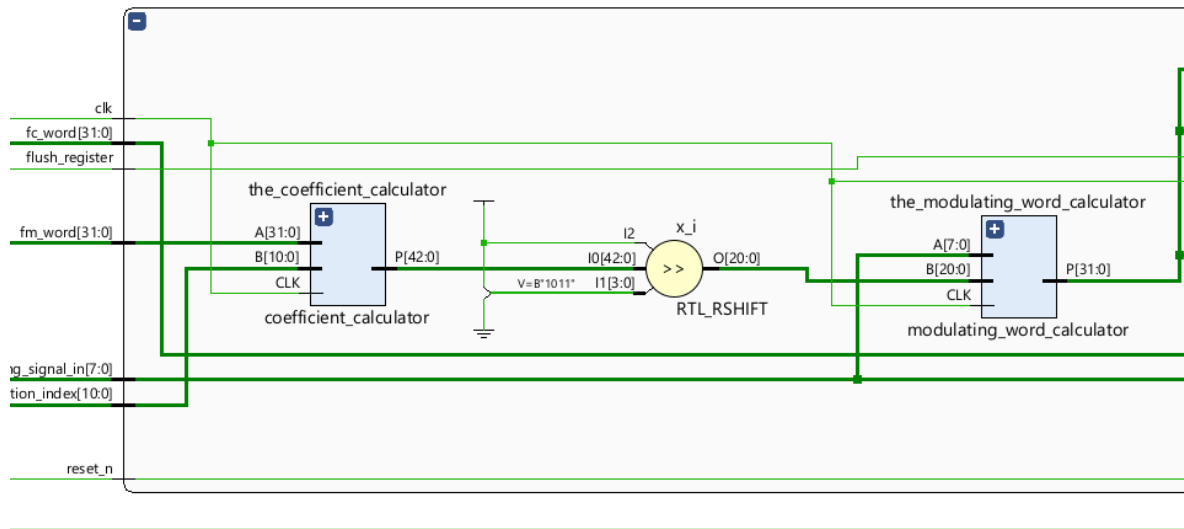 clk
fc_word[31:0]
flush_register
the_coefficient_calculator
fm_word[31:0]
A[31:0]
B[10:0]
CLK
P[42:0]
coefficient_calculator
V=B"1011"
I2
I0[42:0]
I1[3:0]
x_i
>>
O[20:0]
RTL_RSHIFT
the_modulating_word_calculator
A[7:0]
B[20:0]
CLK
P[31:0]
modulating_word_calculator
ng_signal_in[7:0]
tion_index[10:0]
reset_n